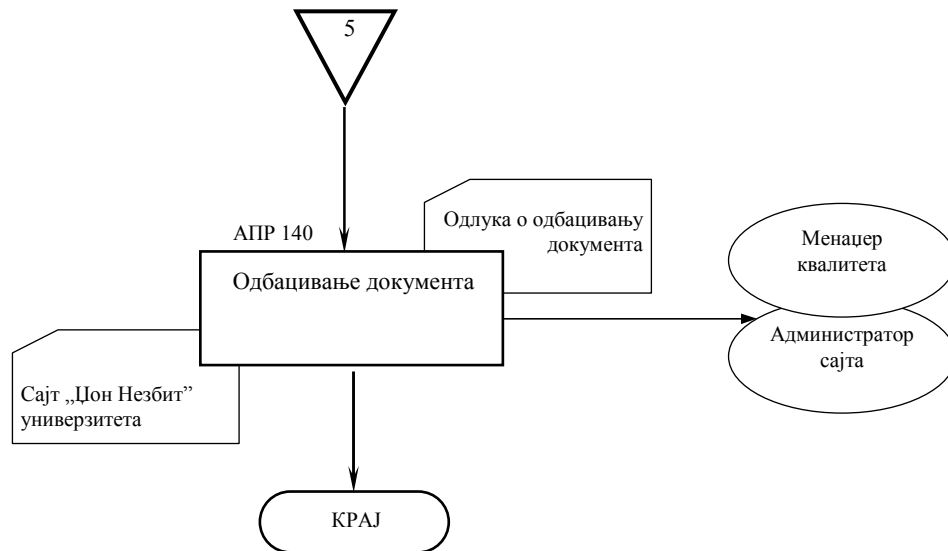 5
АПР 140
Одлука о одбацивању
документа
Одбацивање документа
Менаџер
квалитета
Администратор
сајта
Сајт „Џон Незбит”
универзитета
КРАЈ